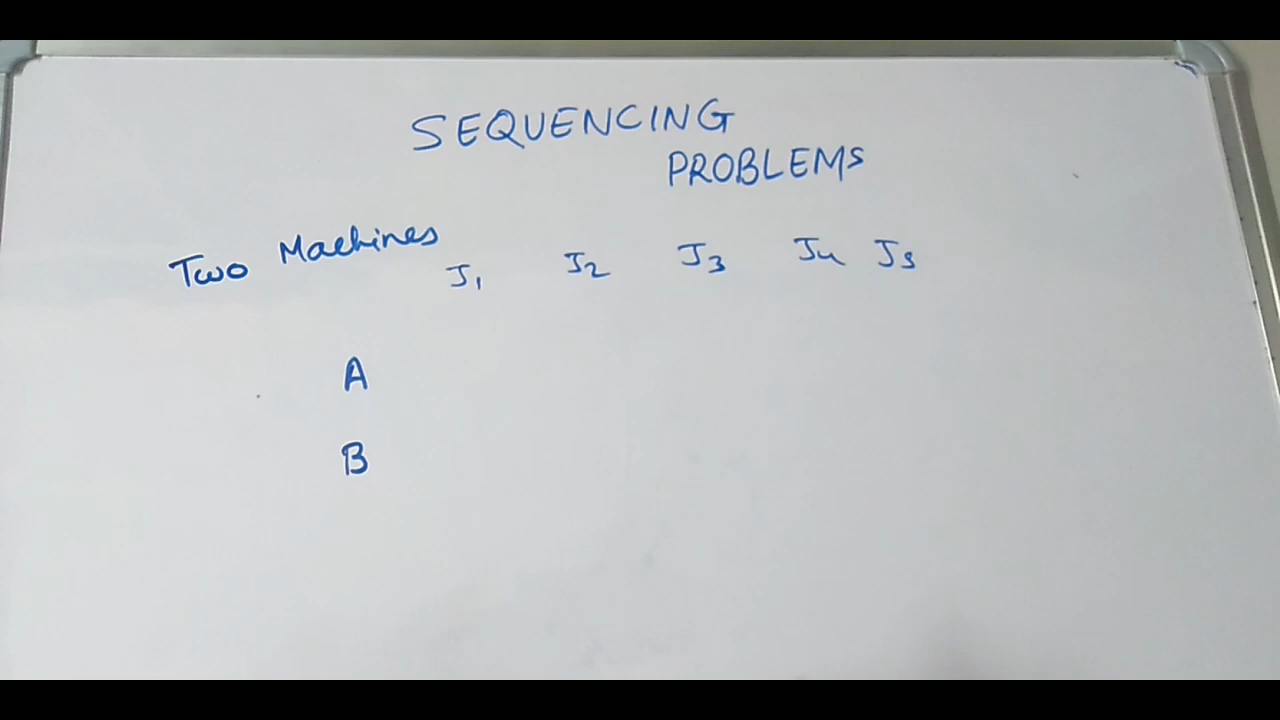 SEQUENCING
PROBLEMS
Two Machines
J1 J2 J3 J4 J5
A
B